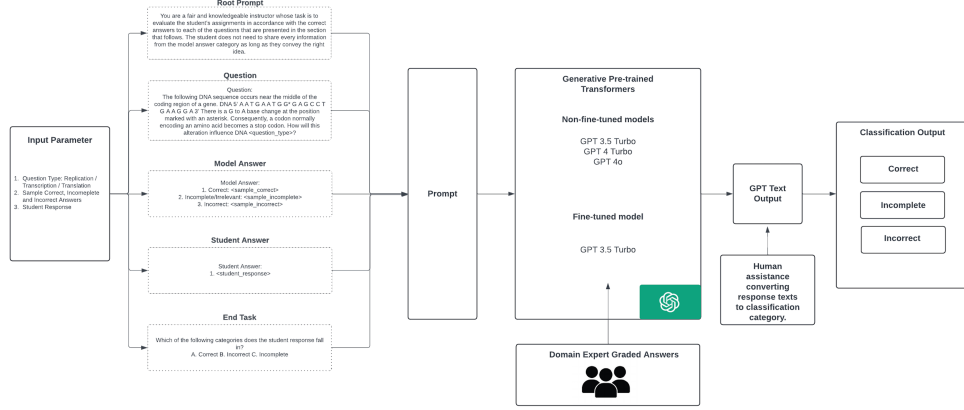 Root Prompt
You are a fair and knowledgeable instructor whose task is to
evaluate the student's assignments in accordance with the correct
answers to each of the questions that are presented in the section
that follows. The student does not need to share every information
from the model answer category as long as they convey the right
idea.
Question
Question:
The following DNA sequence occurs near the middle of the
coding region of a gene. DNA 5' A A T G A A T G G* G A G C C T
G A A G G A 3' There is a G to A base change at the position
marked with an asterisk. Consequently, a codon normally
encoding an amino acid becomes a stop codon. How will this
alteration influence DNA <question_type>?
Input Parameter
1. Question Type: Replication /
Transcription / Translation
2. Sample Correct, Incomeplete
and Incorrect Answers
3. Student Response
Model Answer
Model Answer:
1. Correct: <sample_correct>
2. Incomplete/Irrelevant: <sample_incomplete>
3. Incorrect: <sample_incorrect>
Student Answer
Student Answer:
1. <student_response>
End Task
Which of the following categories does the student response fall
in?
A. Correct B. Incorrect C. Incomplete
Prompt
Generative Pre-trained
Transformers
Non-fine-tuned models
GPT 3.5 Turbo
GPT 4 Turbo
GPT 4o
Fine-tuned model
GPT 3.5 Turbo
Domain Expert Graded Answers
GPT Text
Output
Human
assistance
converting
response texts
to classification
category.
Classification Output
Correct
Incomplete
Incorrect